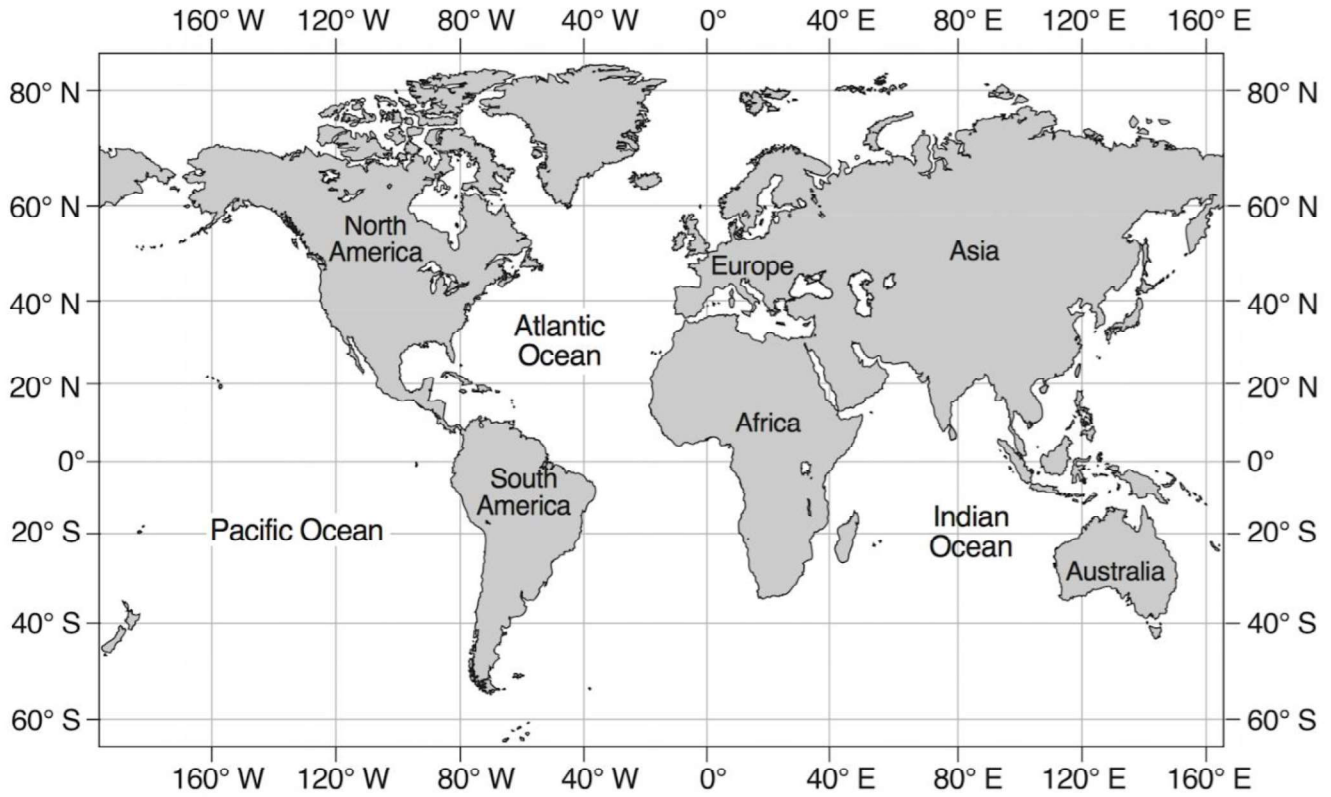 160° W 120° W 80° W 40° W 0° 40° E 80° E 120° E 160° E
80° N 80° N
60° N 60° N
North
America
Asia
Europe
40° N 40° N
Atlantic
Ocean
20° N 20° N
Africa
0° 0°
South
America
Pacific Ocean
Indian
Ocean
20° S 20° S
Australia
40° S 40° S
60° S 60° S
160° W 120° W 80° W 40° W 0° 40° E 80° E 120° E 160° E